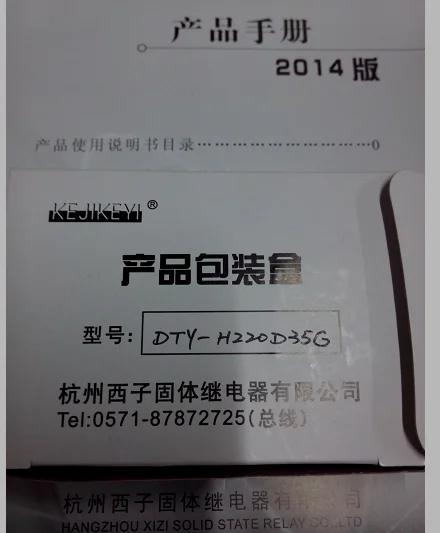 产品手册
2014版
产品使用说明书目录………………………0
KEJIKEYI®
产品包装盒
型号: DTY-H220D35G
杭州西子固体继电器有限公司
Tel:0571-87872725(总线)
杭州西子固体继电器有限公司
HANGZHOU XIZI SOLID STATE RELAY CO.,LTD